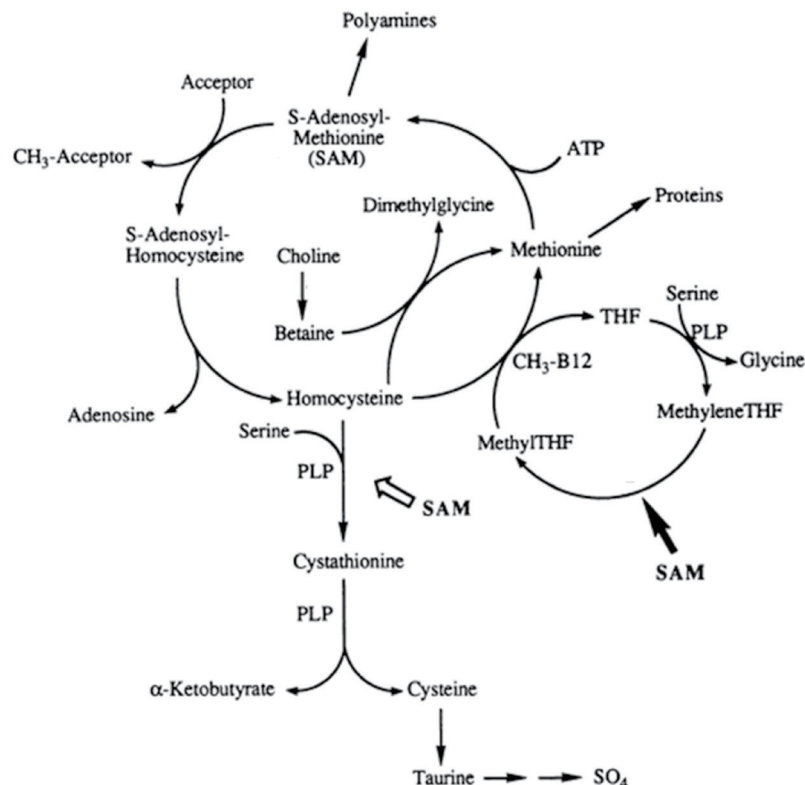 Polyamines
Acceptor
S-Adenosyl-
Methionine
(SAM)
CH₃-Acceptor
ATP
Proteins
Dimethylglycine
S-Adenosyl-
Homocysteine
Choline
Methionine
Serine
THF
PLP
Betaine
CH₃-B12
Glycine
Homocysteine
Adenosine
MethyleneTHF
Serine
MethylTHF
PLP
SAM
Cystathionine
SAM
PLP
α-Ketobutyrate
Cysteine
Taurine
SO₄